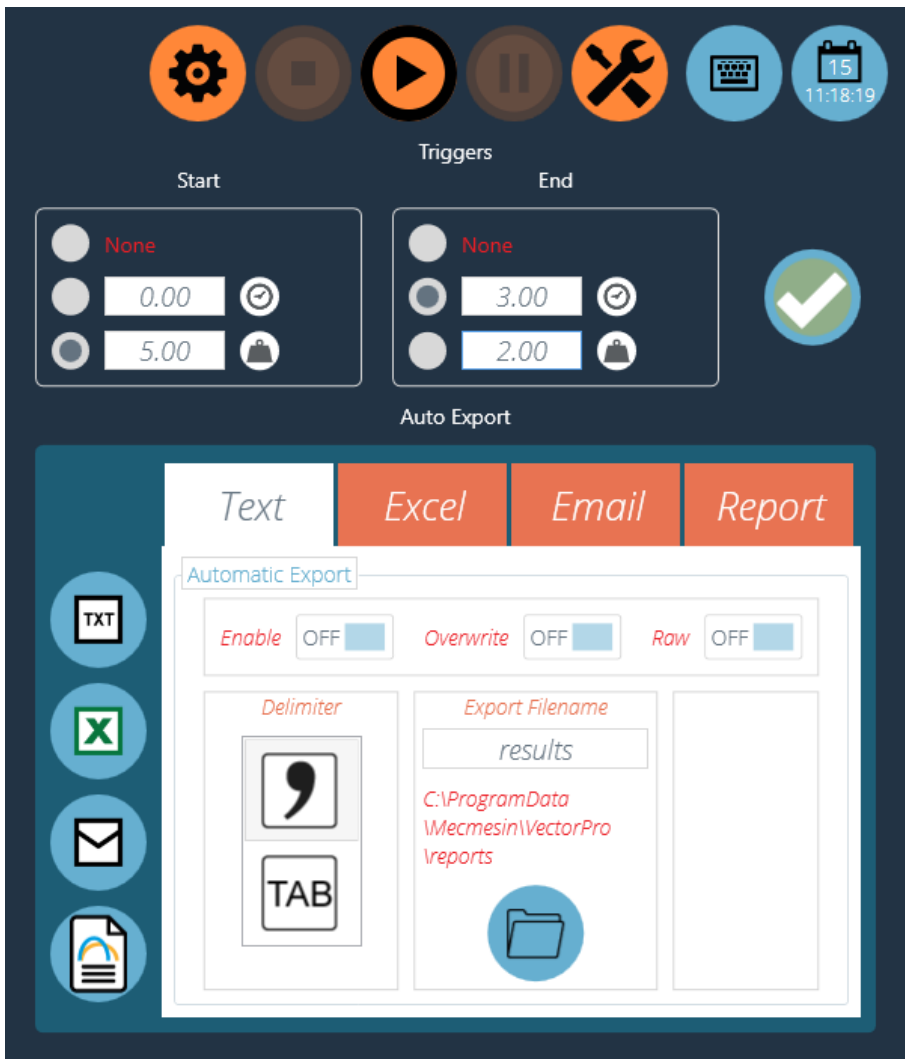 15
11:18:19
Triggers
Start
End
None
None
0.00
3.00
5.00
2.00
Auto Export
Text
Excel
Email
Report
Automatic Export
TXT
Enable
OFF
Overwrite
OFF
Raw
OFF
X
Delimiter
Export Filename
,
results
C:\ProgramData
\Mecmesin\VectorPro
\reports
TAB